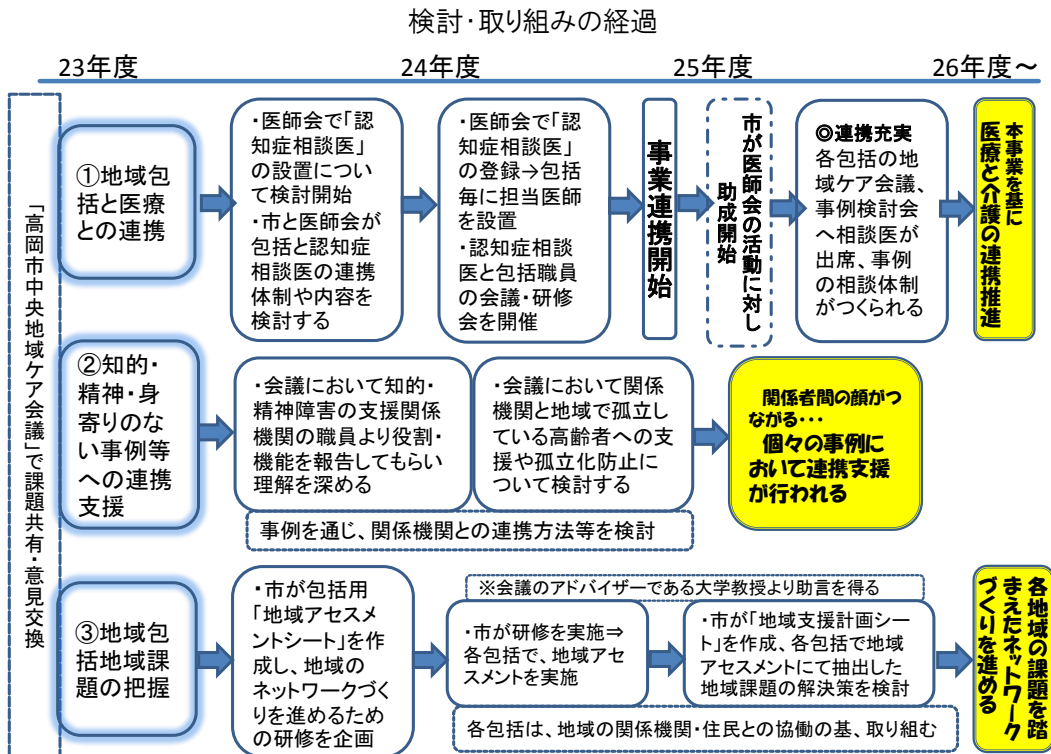 検討・取り組みの経過
23年度
24年度
25年度
26年度～
「高岡市中央地域ケア会議」で課題共有・意見交換
①地域包
括と医療
との連携
・医師会で「認
知症相談医」
の設置につい
て検討開始
・市と医師会が
包括と認知症
相談医の連携
体制や内容を
検討する
・医師会で「認
知症相談医」
の登録→包括
毎に担当医師
を設置
・認知症相談
医と包括職員
の会議・研修
会を開催
事業連携開始
市が医師会の活動に対し
助成開始
◎連携充実
各包括の地
域ケア会議、
事例検討会
へ相談医が
出席、事例
の相談体制
がつくられる
本事業を基に
医療と介護の連携推進
②知的・
精神・身
寄りのな
い事例等
への連携
支援
・会議において知的・
精神障害の支援関係
機関の職員より役割・
機能を報告してもらい
理解を深める
・会議において関係
機関と地域で孤立し
ている高齢者への支
援や孤立化防止に
ついて検討する
関係者間の顔がつ
ながる・・・
個々の事例に
おいて連携支援
が行われる
事例を通じ、関係機関との連携方法等を検討
③地域包
括地域課
題の把握
・市が包括用
「地域アセスメ
ントシート」を作
成し、地域の
ネットワークづく
りを進めるため
の研修を企画
※会議のアドバイザーである大学教授より助言を得る
・市が研修を実施⇒
各包括で、地域アセ
スメントを実施
・市が「地域支援計画シー
ト」を作成、各包括で地域
アセスメントにて抽出した
地域課題の解決策を検討
各包括は、地域の関係機関・住民との協働の基、取り組む
各地域の課題を踏
まえたネットワーク
づくりを進める